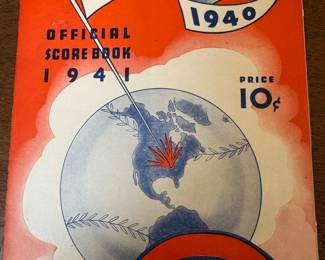 1940
OFFICIAL
SCORE BOOK
1941
PRICE
10¢